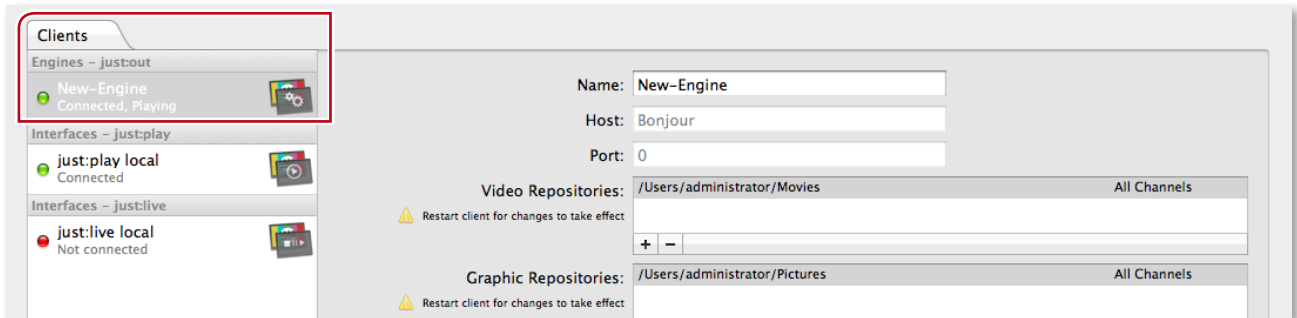 Clients
Engines – just:out
New-Engine
Connected, Playing
Interfaces – just:play
just:play local
Connected
Interfaces – just:live
just:live local
Not connected
Name: New-Engine
Host: Bonjour
Port: 0
Video Repositories: /Users/administrator/Movies All Channels
Restart client for changes to take effect
+ −
Graphic Repositories: /Users/administrator/Pictures All Channels
Restart client for changes to take effect